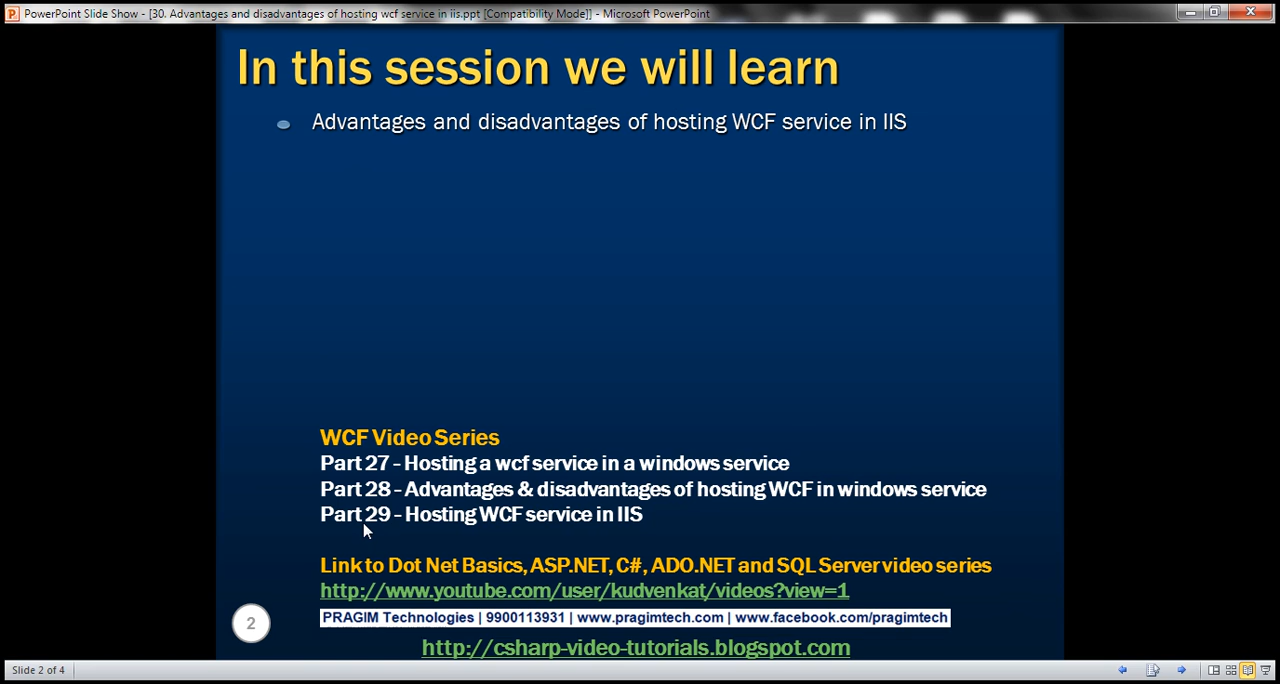 PowerPoint Slide Show - [30. Advantages and disadvantages of hosting wcf service in iis.ppt [Compatibility Mode]] - Microsoft PowerPoint
In this session we will learn
Advantages and disadvantages of hosting WCF service in IIS
WCF Video Series
Part 27 - Hosting a wcf service in a windows service
Part 28 - Advantages & disadvantages of hosting WCF in windows service
Part 29 - Hosting WCF service in IIS
Link to Dot Net Basics, ASP.NET, C#, ADO.NET and SQL Server video series
http://www.youtube.com/user/kudvenkat/videos?view=1
PRAGIM Technologies | 9900113931 | www.pragimtech.com | www.facebook.com/pragimtech
2
http://csharp-video-tutorials.blogspot.com
Slide 2 of 4